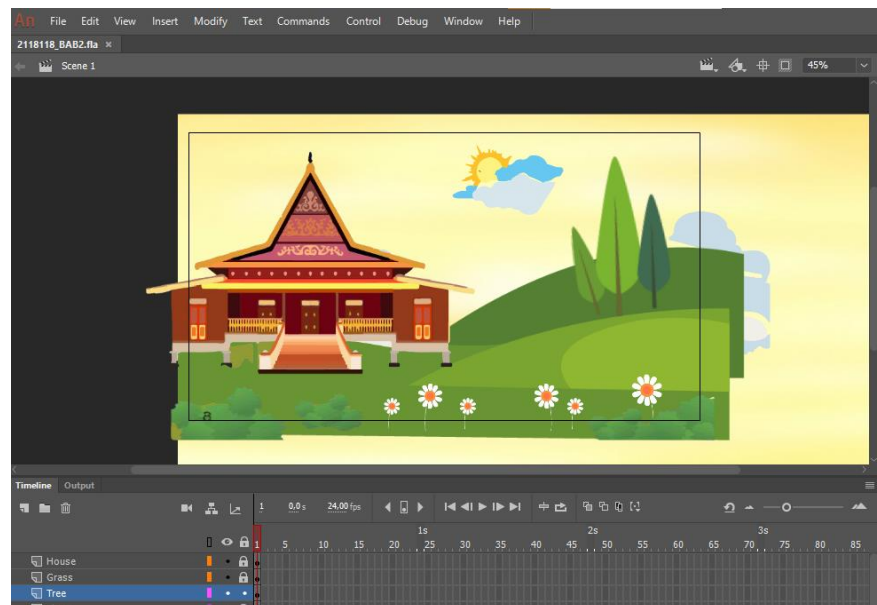 An File Edit View Insert Modify Text Commands Control Debug Window Help
2118118_BAB2.fla ×
Scene 1 45%
a
Timeline Output
1 0,0 s 24,00 fps
1s 2s 3s
1 5 10 15 20 25 30 35 40 45 50 55 60 65 70 75 80 85
House
Grass
Tree